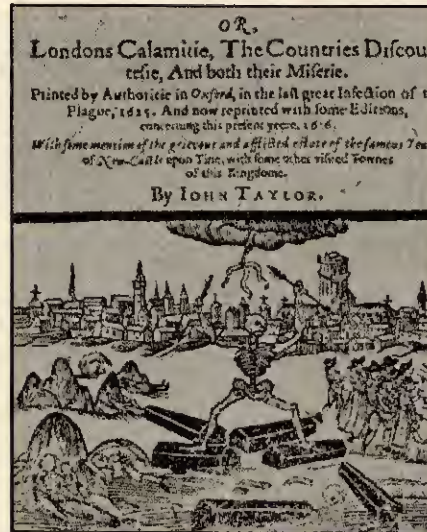 OR,
Londons Calamitie, The Countries Discou
tesie, And both their Miserie.
Printed by Authoritie in Oxford, in the last great Infection of t
Plague, 1625. And now reprinted with some Editions,
concerning this present yeere,
With some mention of the grievous and afflicted estate of the famous
of New-Castle upon Tine, with some other visited Townes
of this Kingdome.
By IOHN TAYLOR.